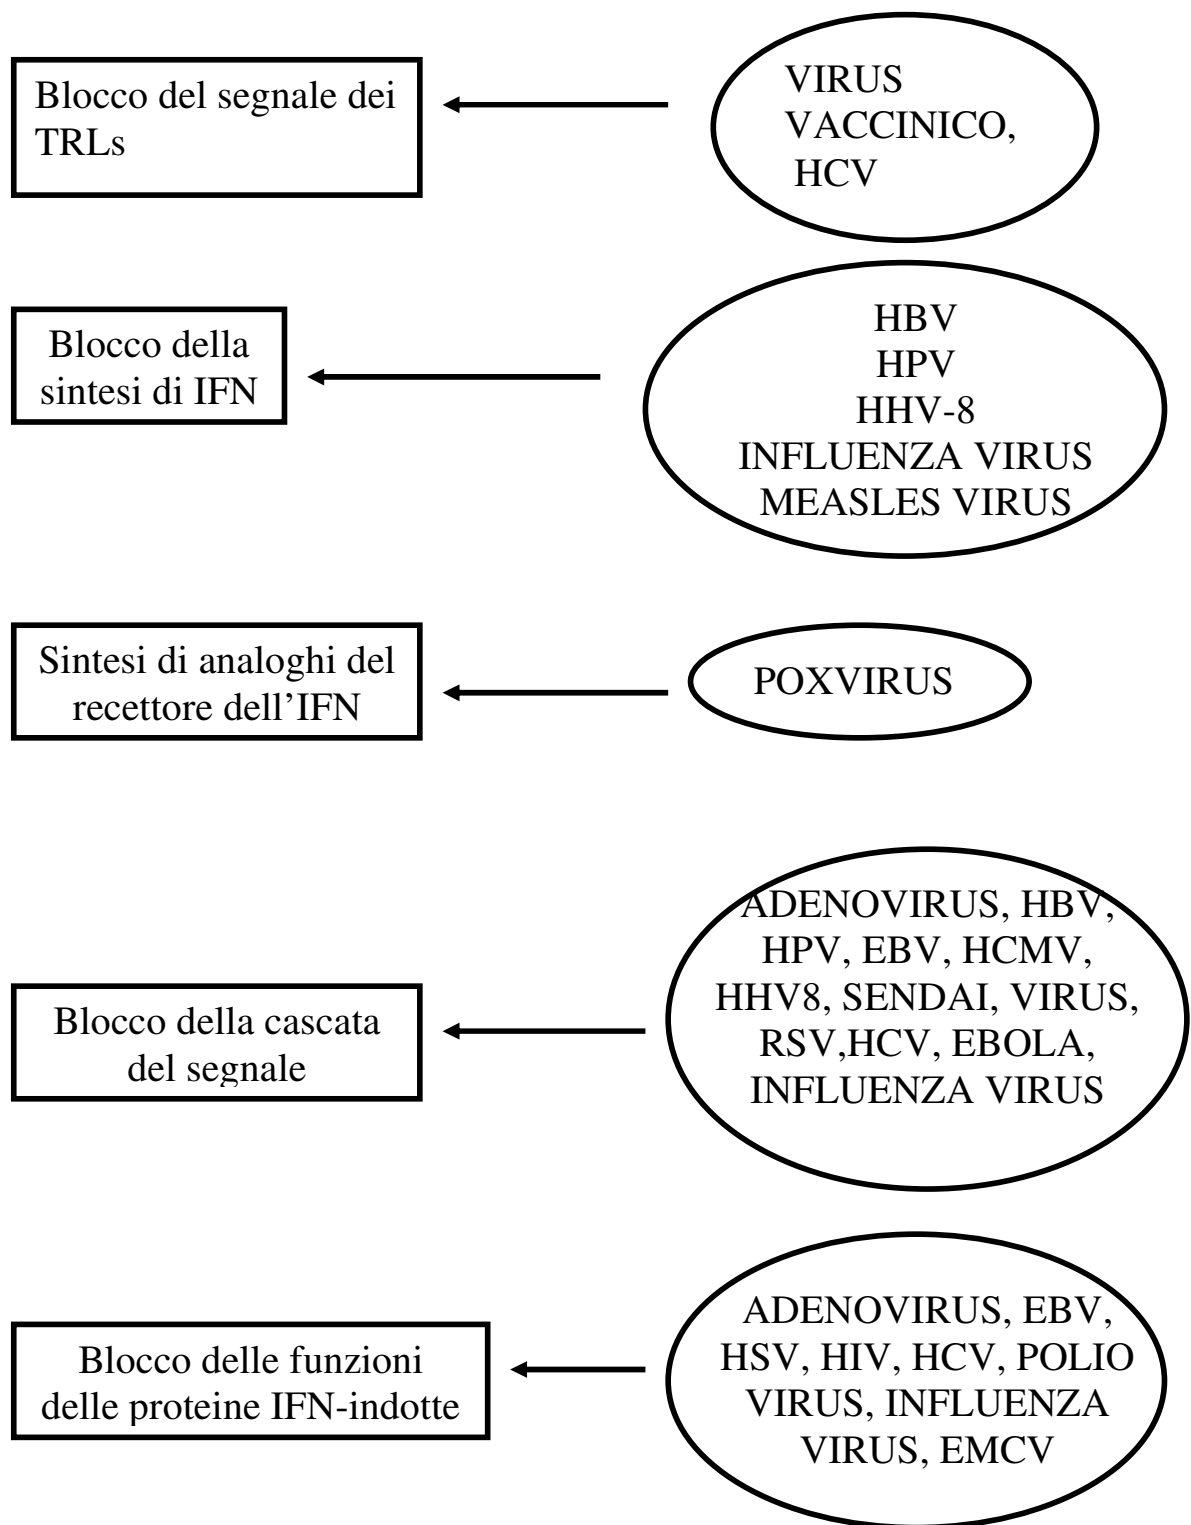 Blocco del segnale dei
TRLs
VIRUS
VACCINICO,
HCV
Blocco della
sintesi di IFN
HBV
HPV
HHV-8
INFLUENZA VIRUS
MEASLES VIRUS
Sintesi di analoghi del
recettore dell’IFN
POXVIRUS
Blocco della cascata
del segnale
ADENOVIRUS, HBV,
HPV, EBV, HCMV,
HHV8, SENDAI, VIRUS,
RSV,HCV, EBOLA,
INFLUENZA VIRUS
Blocco delle funzioni
delle proteine IFN-indotte
ADENOVIRUS, EBV,
HSV, HIV, HCV, POLIO
VIRUS, INFLUENZA
VIRUS, EMCV